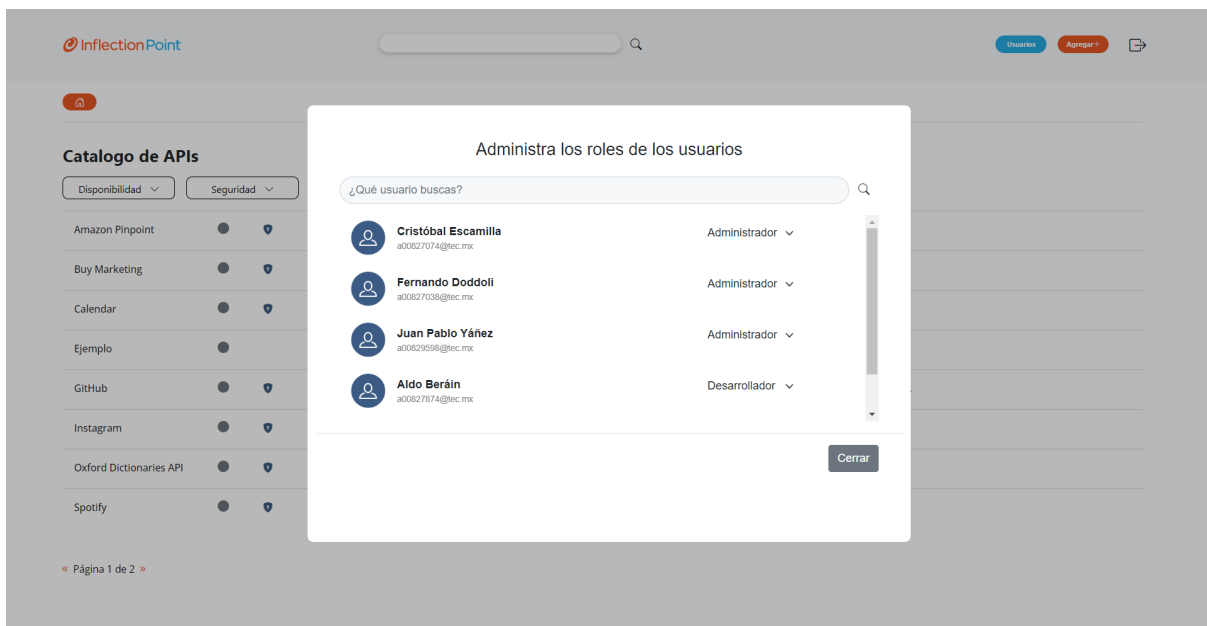 InflectionPoint
Usuarios
Agregar+
Catalogo de APIs
Disponibilidad
Seguridad
Amazon Pinpoint
Buy Marketing
Calendar
Ejemplo
GitHub
Instagram
Oxford Dictionaries API
Spotify
« Página 1 de 2 »
Administra los roles de los usuarios
¿Qué usuario buscas?
Cristóbal Escamilla
Administrador
a00827074@tec.mx
Fernando Doddoli
Administrador
a00827038@tec.mx
Juan Pablo Yáñez
Administrador
a00829598@tec.mx
Aldo Beráin
Desarrollador
a00827874@tec.mx
Cerrar